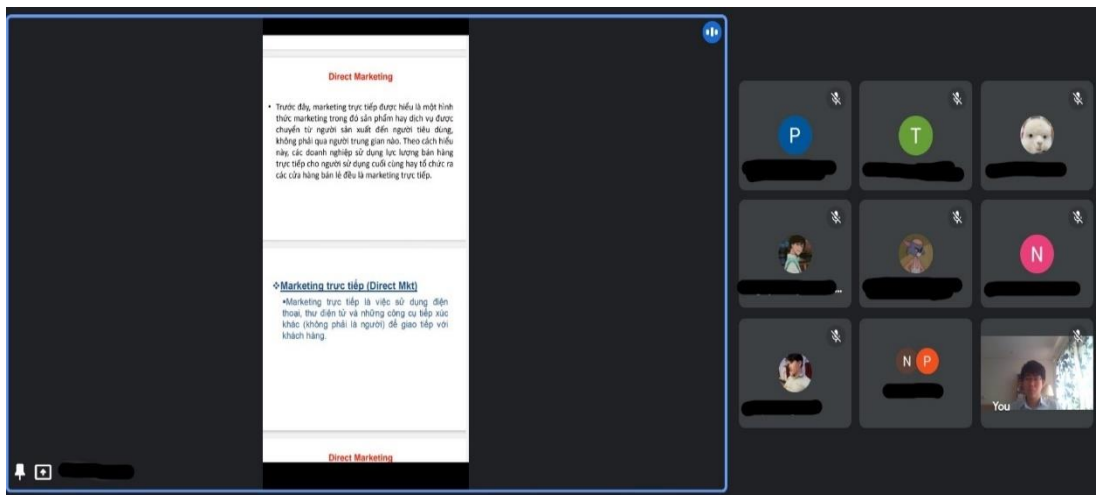 Direct Marketing
• Trước đây, marketing trực tiếp được hiểu là một hình
thức marketing trong đó sản phẩm hay dịch vụ được
chuyển từ người sản xuất đến người tiêu dùng,
không phải qua người trung gian nào. Theo cách hiểu
này, các doanh nghiệp sử dụng lực lượng bán hàng
trực tiếp cho người sử dụng cuối cùng hay tổ chức ra
các cửa hàng bán lẻ đều là marketing trực tiếp.
❖Marketing trực tiếp (Direct Mkt)
•Marketing trực tiếp là việc sử dụng điện
thoại, thư điện tử và những công cụ tiếp xúc
khác (không phải là người) để giao tiếp với
khách hàng.
Direct Marketing
P
T
N
...
N P
You